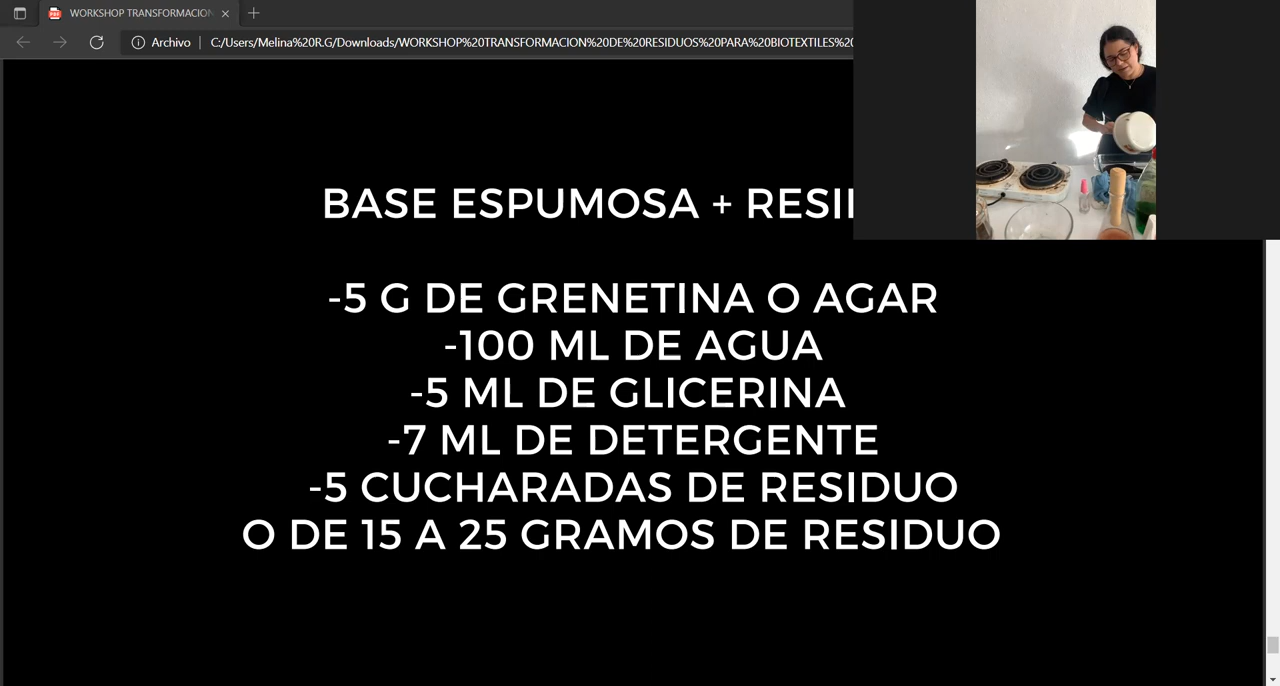 WORKSHOP TRANSFORMACION
Archivo
C:/Users/Melina%20R.G/Downloads/WORKSHOP%20TRANSFORMACION%20DE%20RESIDUOS%20PARA%20BIOTEXTILES%20
BASE ESPUMOSA + RESI
-5 G DE GRENETINA O AGAR
-100 ML DE AGUA
-5 ML DE GLICERINA
-7 ML DE DETERGENTE
-5 CUCHARADAS DE RESIDUO
O DE 15 A 25 GRAMOS DE RESIDUO